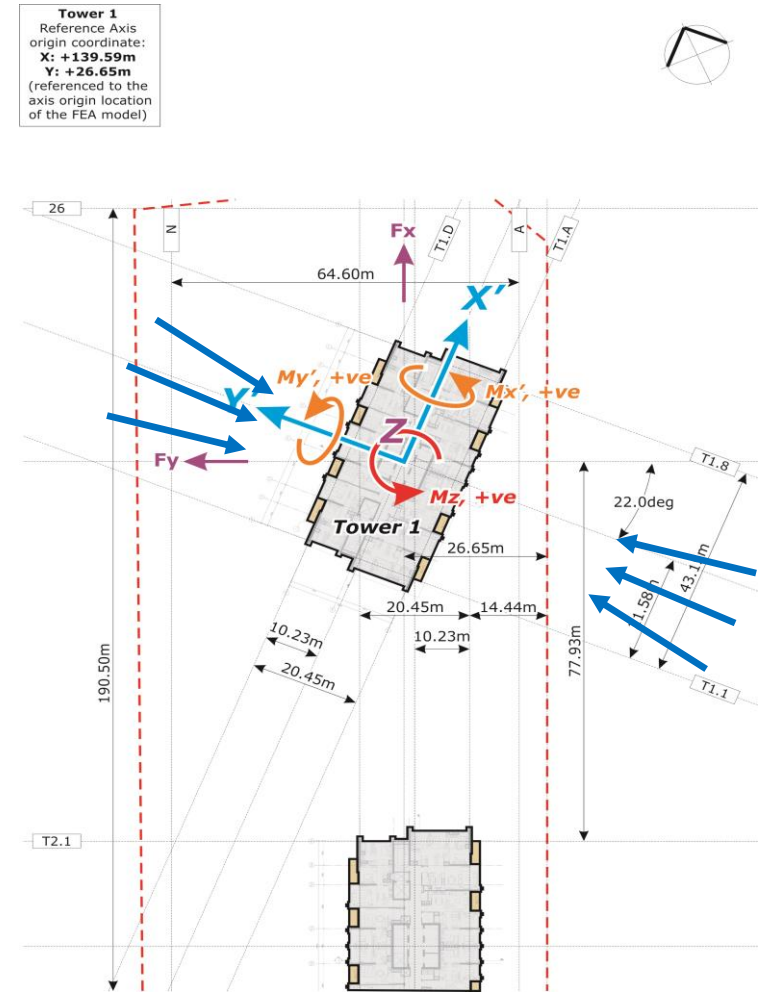 Tower 1
Reference Axis
origin coordinate:
X: +139.59m
Y: +26.65m
(referenced to the
axis origin location
of the FEA model)
26
N
Fx
T1.D
A
T1.A
64.60m
X'
My', +ve
Mx', +ve
Y'
Z
Fy
T1.8
Mz, +ve
22.0deg
Tower 1
26.65m
20.45m
14.44m
10.23m
10.23m
20.45m
77.93m
190.50m
T1.1
T2.1